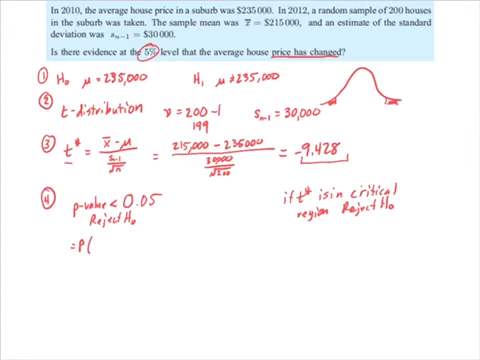 In 2010, the average house price in a suburb was $235 000. In 2012, a random sample of 200 houses
in the suburb was taken. The sample mean was x̄ = $215 000, and an estimate of the standard
deviation was sₙ₋₁ = $30 000.
Is there evidence at the 5% level that the average house price has changed?
① H₀ μ = 235,000 H₁ μ ≠ 235,000
② t-distribution ν = 200 - 1 sₙ₋₁ = 30,000
199
③ t* = x̄ - μ / sₙ₋₁/√n = 215,000 - 235000 / 30,000/√200 = -9.428
④ p-value < 0.05 if t* is in critical
Reject H₀ region Reject H₀
= P(